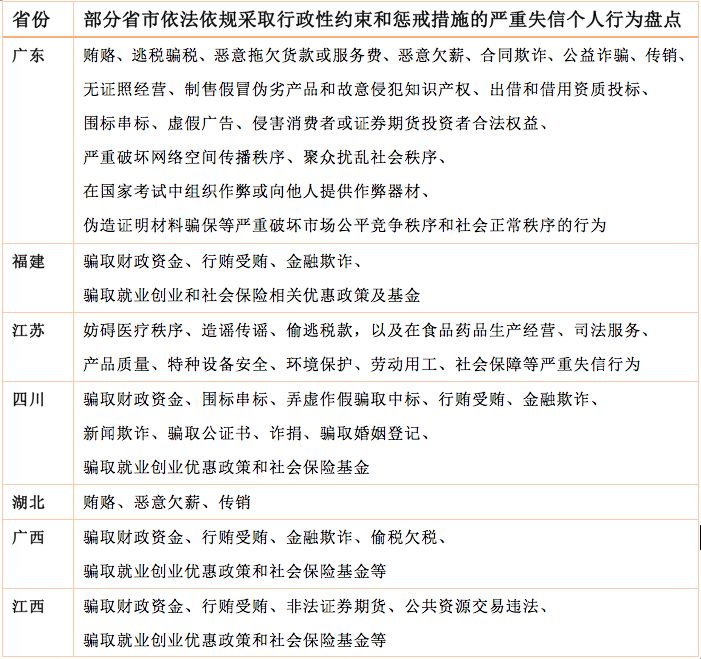 省份 部分省市依法依规采取行政性约束和惩戒措施的严重失信个人行为盘点
广东 贿赂、逃税骗税、恶意拖欠货款或服务费、恶意欠薪、合同欺诈、公益诈骗、传销、
无证照经营、制售假冒伪劣产品和故意侵犯知识产权、出借和借用资质投标、
围标串标、虚假广告、侵害消费者或证券期货投资者合法权益、
严重破坏网络空间传播秩序、聚众扰乱社会秩序、
在国家考试中组织作弊或向他人提供作弊器材、
伪造证明材料骗保等严重破坏市场公平竞争秩序和社会正常秩序的行为
福建 骗取财政资金、行贿受贿、金融欺诈、
骗取就业创业和社会保险相关优惠政策及基金
江苏 妨碍医疗秩序、造谣传谣、偷逃税款，以及在食品药品生产经营、司法服务、
产品质量、特种设备安全、环境保护、劳动用工、社会保障等严重失信行为
四川 骗取财政资金、围标串标、弄虚作假骗取中标、行贿受贿、金融欺诈、
新闻欺诈、骗取公证书、诈捐、骗取婚姻登记、
骗取就业创业优惠政策和社会保险基金
湖北 贿赂、恶意欠薪、传销
广西 骗取财政资金、行贿受贿、金融欺诈、偷税欠税、
骗取就业创业优惠政策和社会保险基金等
江西 骗取财政资金、行贿受贿、非法证券期货、公共资源交易违法、
骗取就业创业优惠政策和社会保险基金等